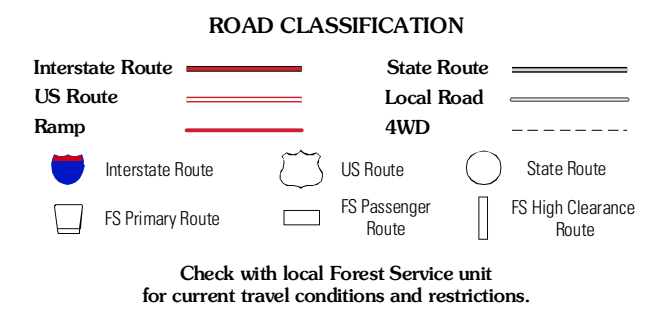 ROAD CLASSIFICATION
Interstate Route
State Route
US Route
Local Road
Ramp
4WD
Interstate Route
US Route
State Route
FS Primary Route
FS Passenger
Route
FS High Clearance
Route
Check with local Forest Service unit
for current travel conditions and restrictions.